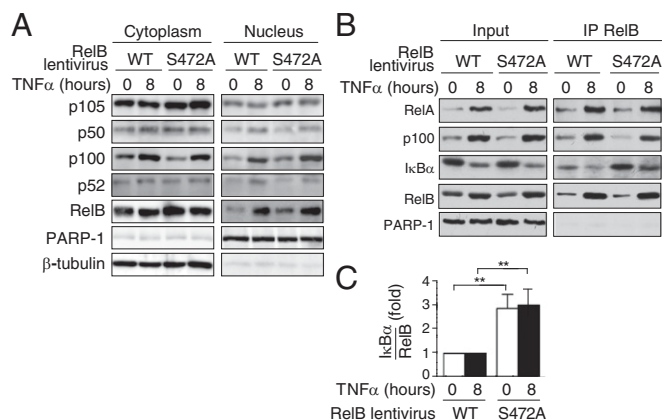 A
Cytoplasm Nucleus
RelB lentivirus WT S472A WT S472A
TNFα (hours) 0 8 0 8 0 8 0 8
p105
p50
p100
p52
RelB
PARP-1
β-tubulin
B
Input IP RelB
RelB lentivirus WT S472A WT S472A
TNFα (hours) 0 8 0 8 0 8 0 8
RelA
p100
IκBα
RelB
PARP-1
C
**
**
IκBα
RelB
(fold)
4
3
2
1
0
TNFα (hours) 0 8 0 8
RelB lentivirus WT S472A